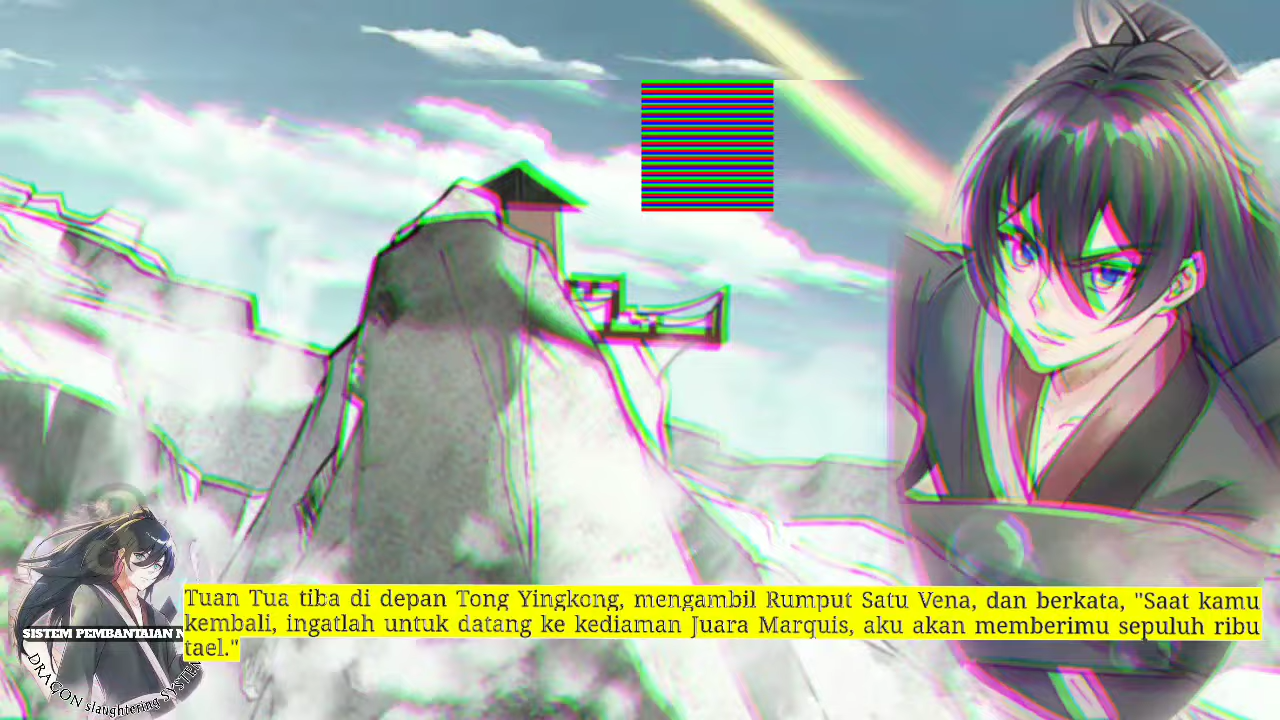 Tuan Tua tiba di depan Tong Yingkong, mengambil Rumput Satu Vena, dan berkata, "Saat kamu
kembali, ingatlah untuk datang ke kediaman Juara Marquis, aku akan memberimu sepuluh ribu
tael."
SISTEM PEMBANTAIAN N
DRAGON slaughtering SYSTEM